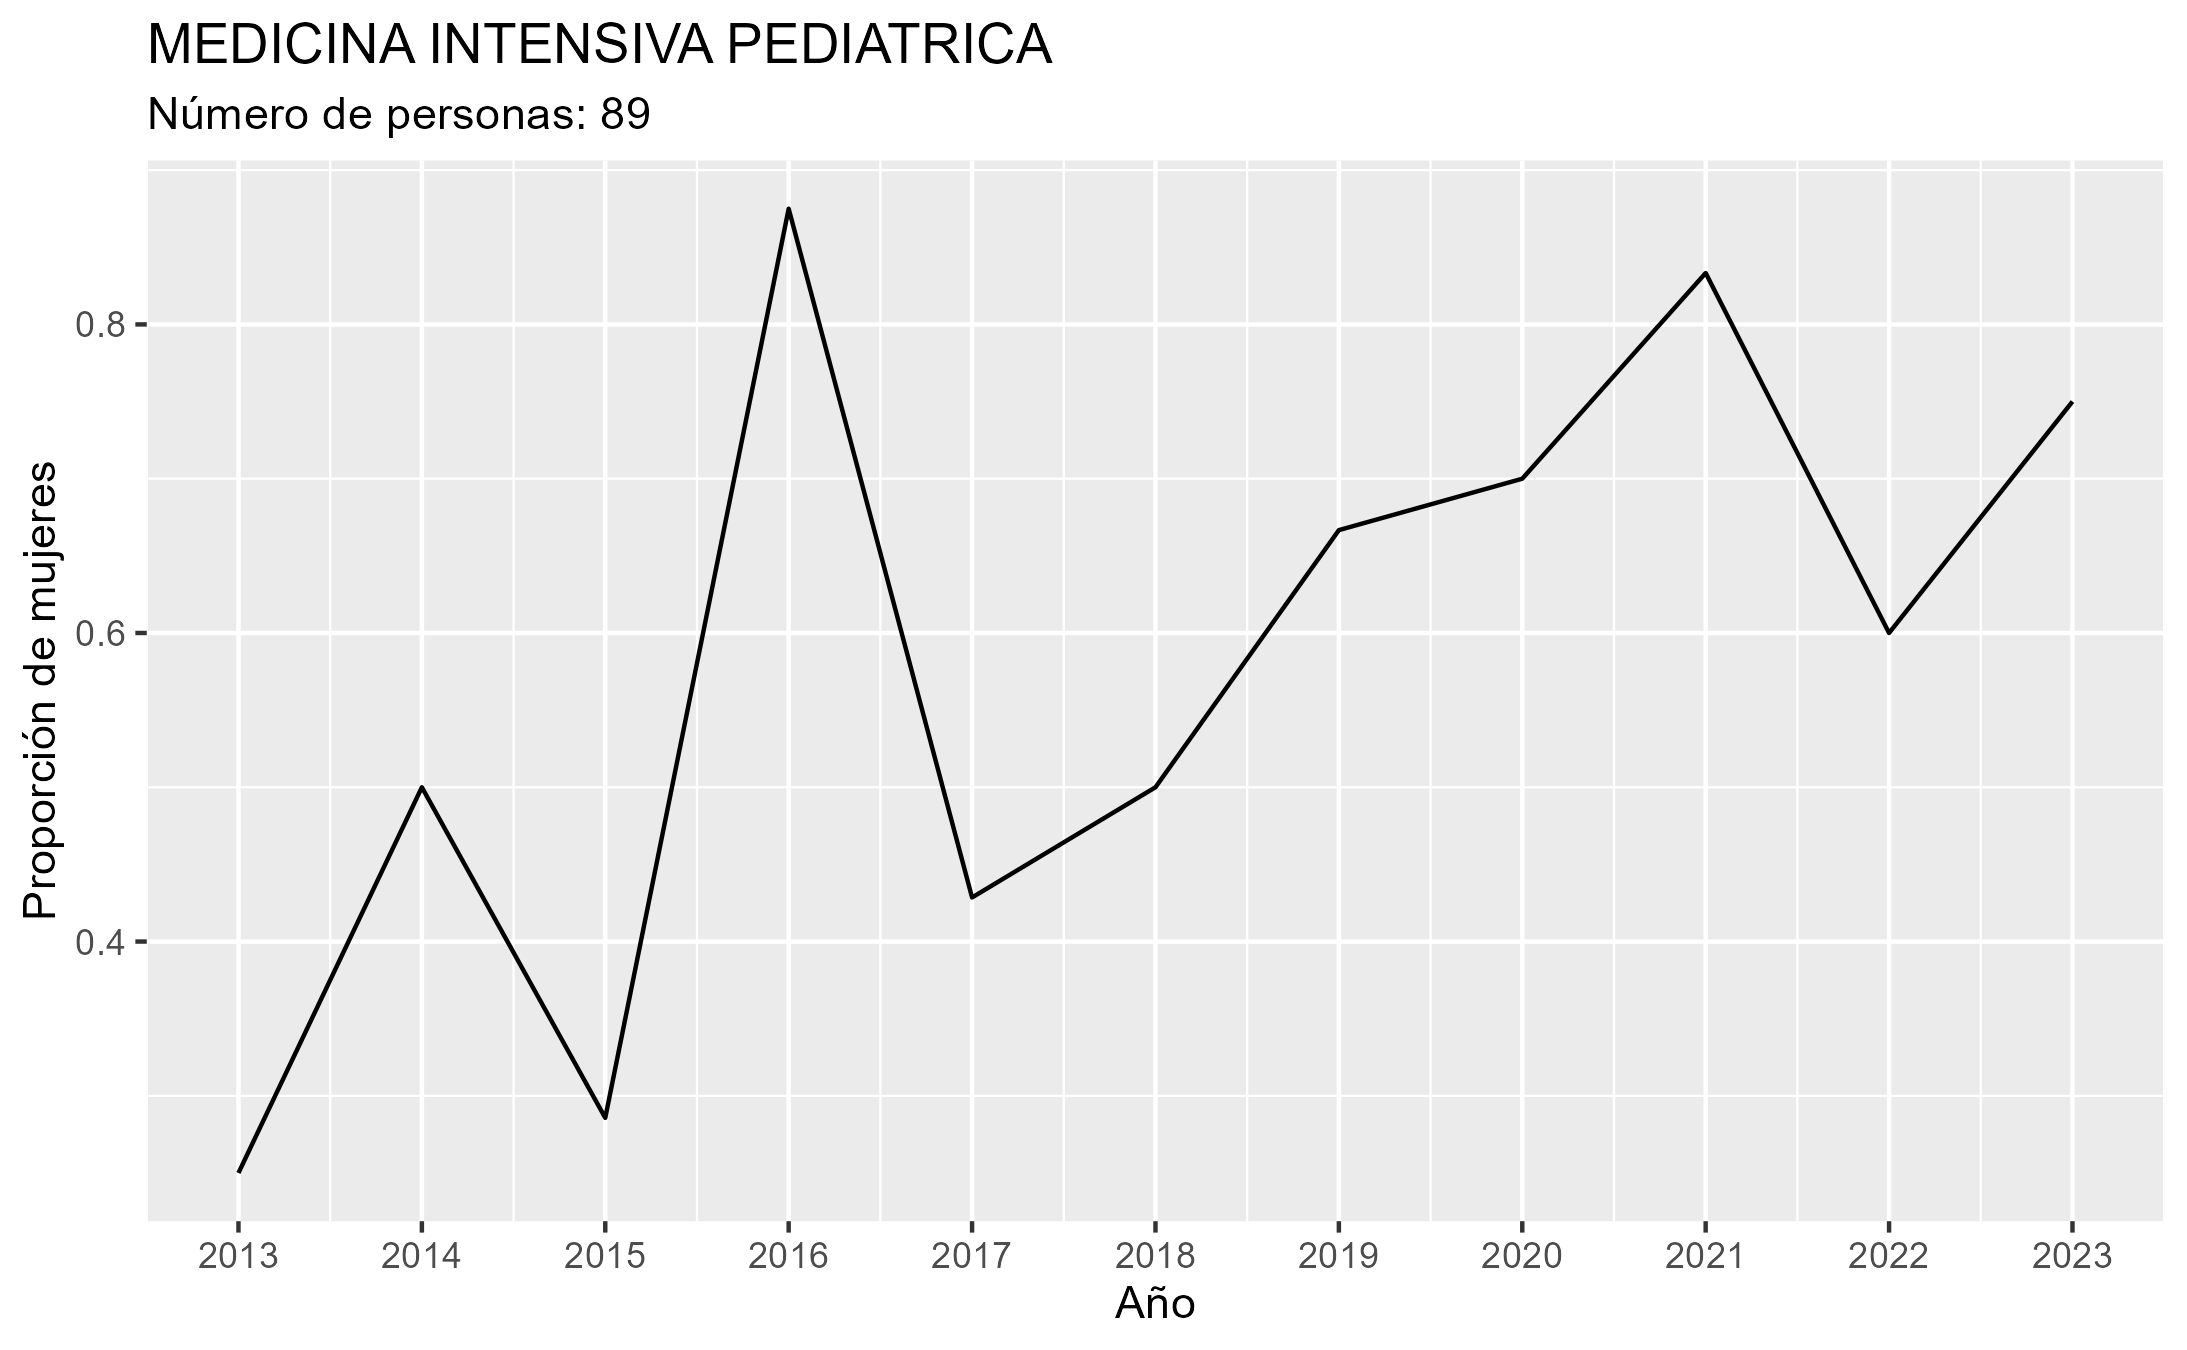 MEDICINA INTENSIVA PEDIATRICA
Número de personas: 89
Proporción de mujeres
0.8
0.6
0.4
2013 2014 2015 2016 2017 2018 2019 2020 2021 2022 2023
Año